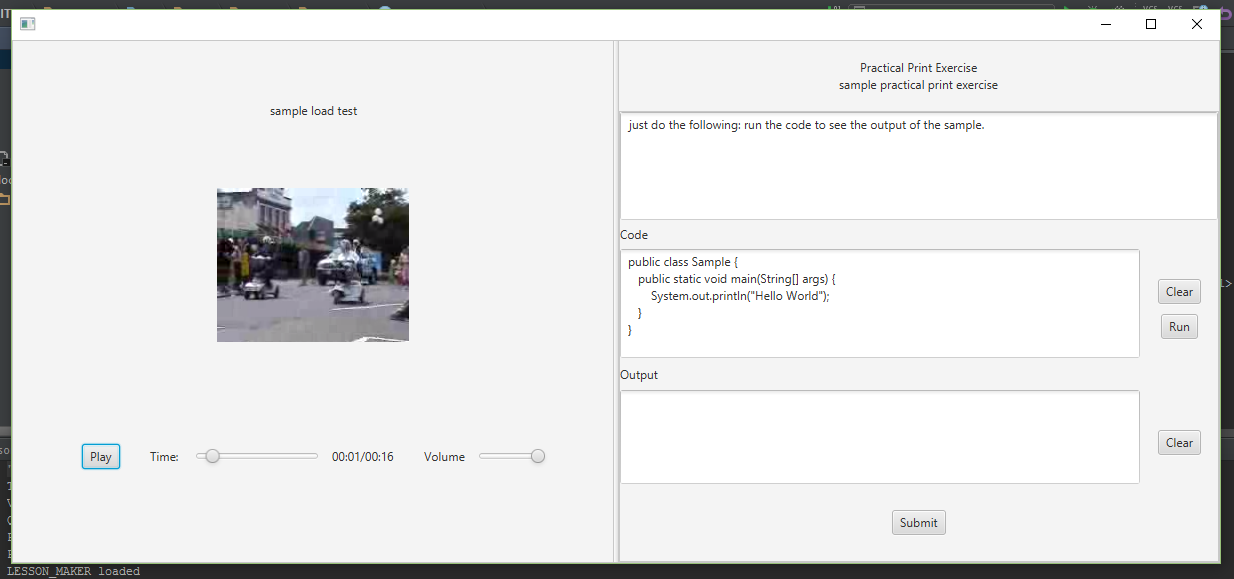 sample load test
Play
Time:
00:01/00:16
Volume
Practical Print Exercise
sample practical print exercise
just do the following: run the code to see the output of the sample.
Code
public class Sample {
public static void main(String[] args) {
System.out.println("Hello World");
}
}
Clear
Run
Output
Clear
Submit
LESSON_MAKER loaded